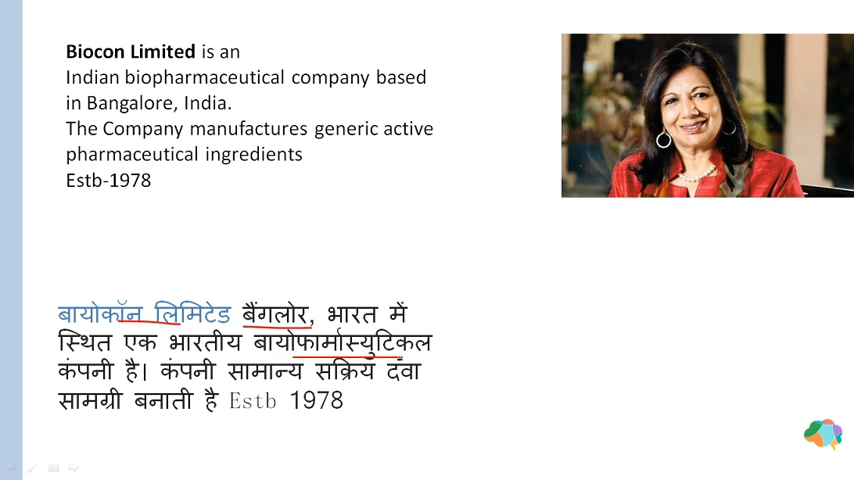 Biocon Limited is an
Indian biopharmaceutical company based
in Bangalore, India.
The Company manufactures generic active
pharmaceutical ingredients
Estb-1978
बायोकॉन लिमिटेड बैंगलोर, भारत में
स्थित एक भारतीय बायोफार्मास्युटिकल
कंपनी है। कंपनी सामान्य सक्रिय दवा
सामग्री बनाती है Estb 1978